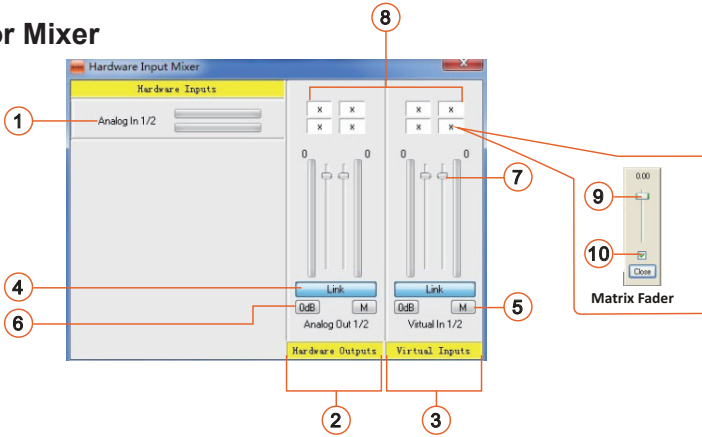 or Mixer
8
Hardware Input Mixer
Hardware Inputs
1
Analog In 1/2
x x
x x
x x
x x
0 0
0 0
7
0.00
9
10
Close
Matrix Fader
4
Link
Link
6
0dB M
0dB M
5
Analog Out 1/2
Virtual In 1/2
Hardware Outputs
Virtual Inputs
2
3